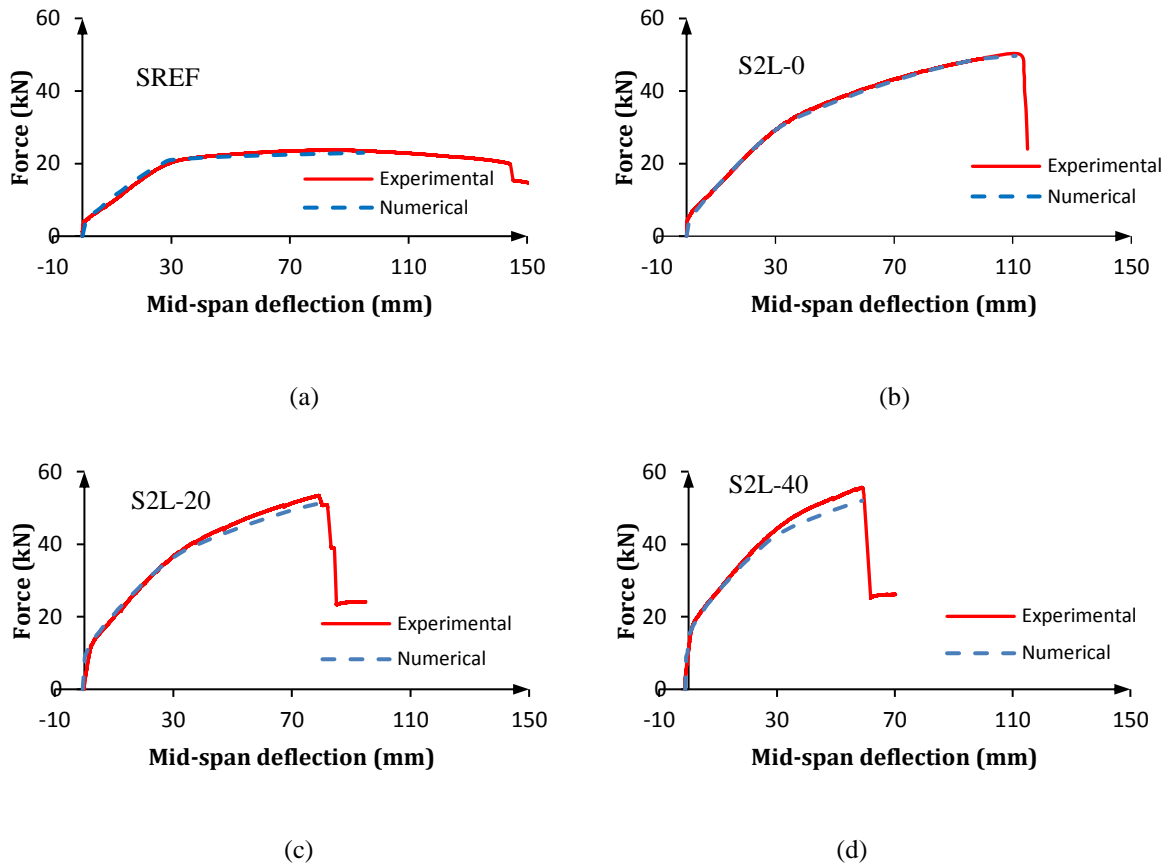 60
40
20
0
Force (kN)
SREF
Experimental
Numerical
-10 30 70 110 150
Mid-span deflection (mm)
(a)
60
40
20
0
Force (kN)
S2L-0
Experimental
Numerical
-10 30 70 110 150
Mid-span deflection (mm)
(b)
60
40
20
0
Force (kN)
S2L-20
Experimental
Numerical
-10 30 70 110 150
Mid-span deflection (mm)
(c)
60
40
20
0
Force (kN)
S2L-40
Experimental
Numerical
-10 30 70 110 150
Mid-span deflection (mm)
(d)